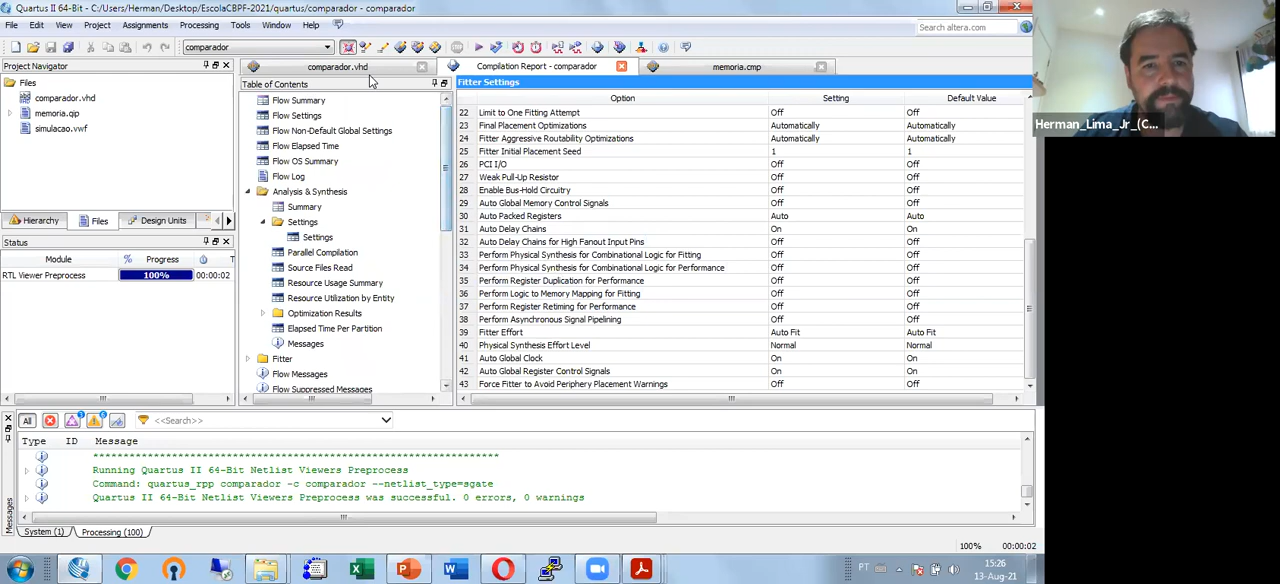 Quartus II 64-Bit - C:/Users/Herman/Desktop/EscolaCBPF-2021/quartus/comparador - comparador
File Edit View Project Assignments Processing Tools Window Help
Search altera.com
comparador
Project Navigator
Files
comparador.vhd
memoria.qip
simulacao.vwf
Hierarchy Files Design Units
Status
Module % Progress T
RTL Viewer Preprocess 100% 00:00:02
comparador.vhd Compilation Report - comparador memoria.cmp
Table of Contents
Flow Summary
Flow Settings
Flow Non-Default Global Settings
Flow Elapsed Time
Flow OS Summary
Flow Log
Analysis & Synthesis
Summary
Settings
Settings
Parallel Compilation
Source Files Read
Resource Usage Summary
Resource Utilization by Entity
Optimization Results
Elapsed Time Per Partition
Messages
Fitter
Flow Messages
Flow Suppressed Messages
Fitter Settings
Option Setting Default Value
22 Limit to One Fitting Attempt Off Off
23 Final Placement Optimizations Automatically Automatically
24 Fitter Aggressive Routability Optimizations Automatically Automatically
25 Fitter Initial Placement Seed 1 1
26 PCI I/O Off Off
27 Weak Pull-Up Resistor Off Off
28 Enable Bus-Hold Circuitry Off Off
29 Auto Global Memory Control Signals Off Off
30 Auto Packed Registers Auto Auto
31 Auto Delay Chains On On
32 Auto Delay Chains for High Fanout Input Pins Off Off
33 Perform Physical Synthesis for Combinational Logic for Fitting Off Off
34 Perform Physical Synthesis for Combinational Logic for Performance Off Off
35 Perform Register Duplication for Performance Off Off
36 Perform Logic to Memory Mapping for Fitting Off Off
37 Perform Register Retiming for Performance Off Off
38 Perform Asynchronous Signal Pipelining Off Off
39 Fitter Effort Auto Fit Auto Fit
40 Physical Synthesis Effort Level Normal Normal
41 Auto Global Clock On On
42 Auto Global Register Control Signals On On
43 Force Fitter to Avoid Periphery Placement Warnings Off Off
Herman_Lima_Jr_(C...
All <<Search>>
Type ID Message
*******************************************************************
Running Quartus II 64-Bit Netlist Viewers Preprocess
Command: quartus_rpp comparador -c comparador --netlist_type=sgate
Quartus II 64-Bit Netlist Viewers Preprocess was successful. 0 errors, 0 warnings
Messages
System (1) Processing (100)
100% 00:00:02
PT 15:26
13-Aug-21